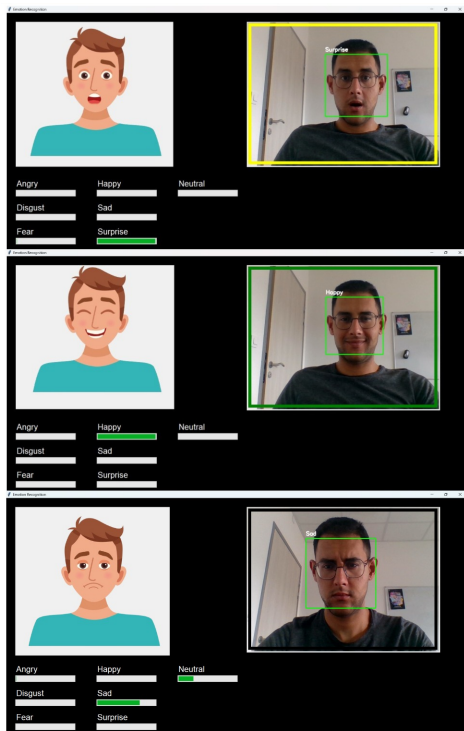 Emotion Recognition
Surprise
Angry Happy Neutral
Disgust Sad
Fear Surprise
Emotion Recognition
Happy
Angry Happy Neutral
Disgust Sad
Fear Surprise
Emotion Recognition
Sad
Angry Happy Neutral
Disgust Sad
Fear Surprise